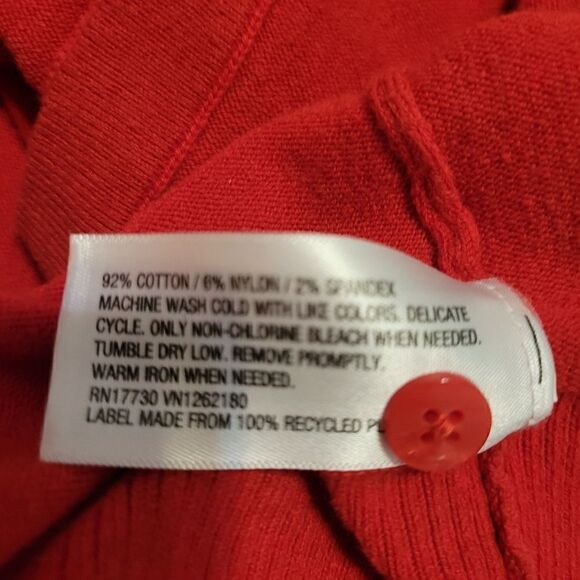 92% COTTON / 6% NYLON / 2% SPANDEX
MACHINE WASH COLD WITH LIKE COLORS. DELICATE
CYCLE. ONLY NON-CHLORINE BLEACH WHEN NEEDED.
TUMBLE DRY LOW. REMOVE PROMPTLY.
WARM IRON WHEN NEEDED.
RN17730 VN1262180
LABEL MADE FROM 100% RECYCLED